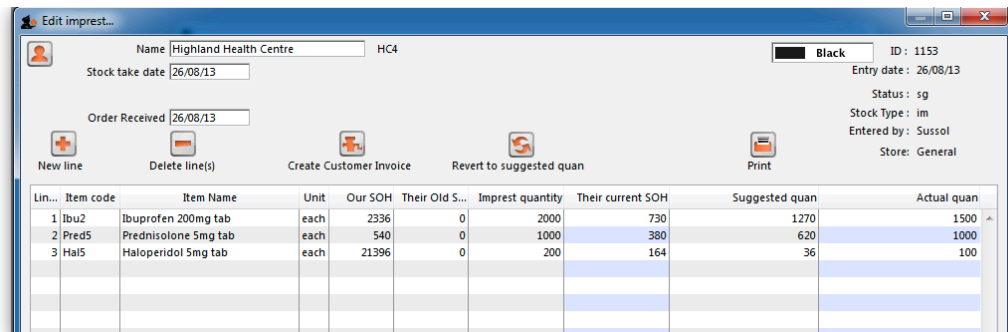 Edit imprest...
Name Highland Health Centre HC4 Black ID : 1153
Stock take date 26/08/13 Entry date : 26/08/13
Status : sg
Order Received 26/08/13 Stock Type : im
Entered by : Sussol
Store: General
New line Delete line(s) Create Customer Invoice Revert to suggested quan Print
Lin... Item code Item Name Unit Our SOH Their Old S... Imprest quantity Their current SOH Suggested quan Actual quan
1 Ibu2 Ibuprofen 200mg tab each 2336 0 2000 730 1270 1500
2 Pred5 Prednisolone 5mg tab each 540 0 1000 380 620 1000
3 Hal5 Haloperidol 5mg tab each 21396 0 200 164 36 100